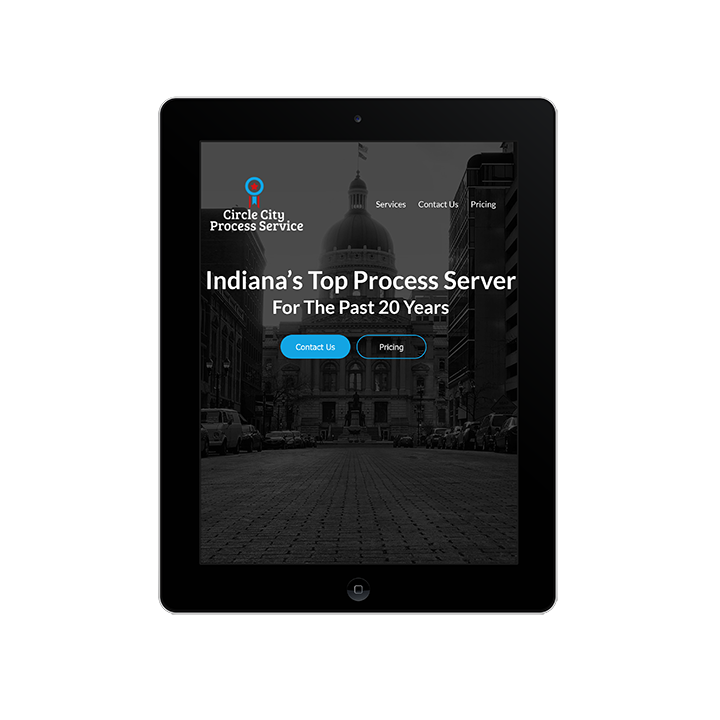 Circle City
Process Service
Services Contact Us Pricing
Indiana’s Top Process Server
For The Past 20 Years
Contact Us Pricing